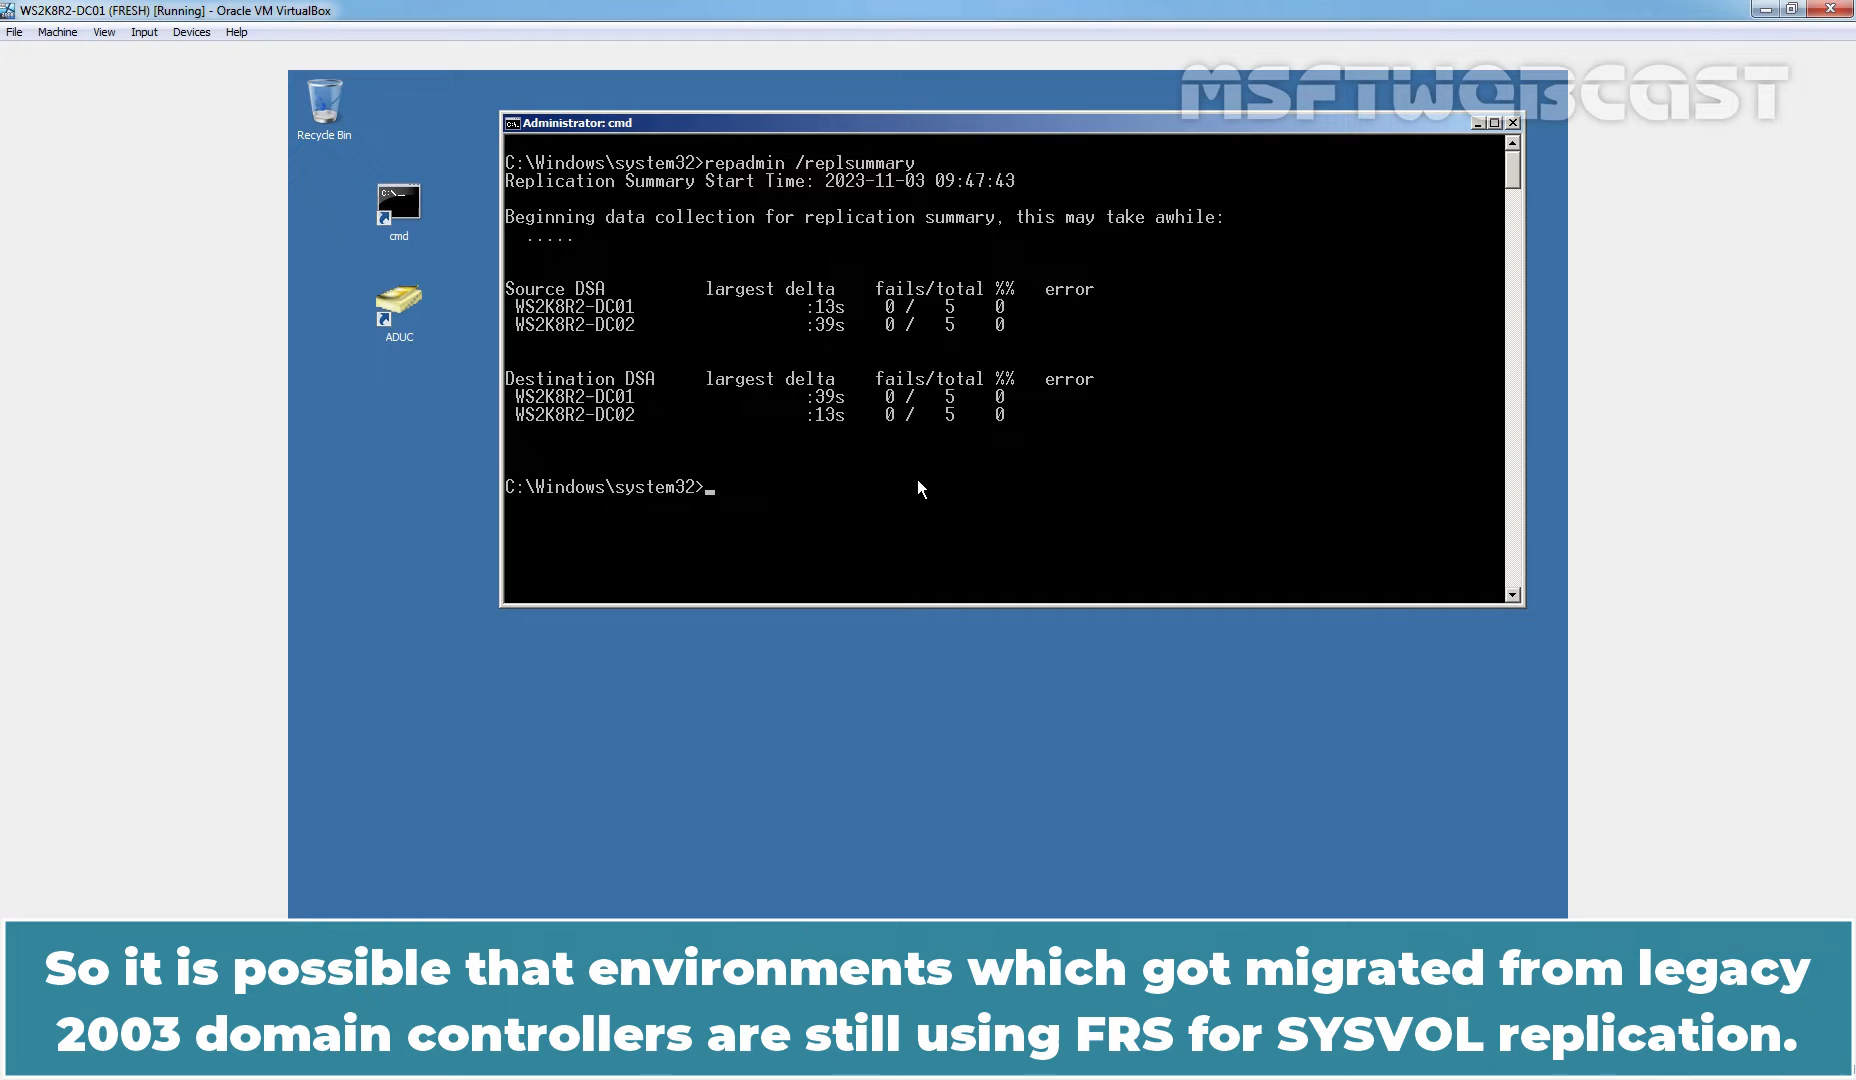 WS2K8R2-DC01 (FRESH) [Running] - Oracle VM VirtualBox
File Machine View Input Devices Help
MSFTWEBCAST
Recycle Bin
cmd
ADUC
Administrator: cmd
C:\Windows\system32>repadmin /replsummary
Replication Summary Start Time: 2023-11-03 09:47:43
Beginning data collection for replication summary, this may take awhile:
.....
Source DSA largest delta fails/total %% error
WS2K8R2-DC01 :13s 0 / 5 0
WS2K8R2-DC02 :39s 0 / 5 0
Destination DSA largest delta fails/total %% error
WS2K8R2-DC01 :39s 0 / 5 0
WS2K8R2-DC02 :13s 0 / 5 0
C:\Windows\system32>_
So it is possible that environments which got migrated from legacy
2003 domain controllers are still using FRS for SYSVOL replication.